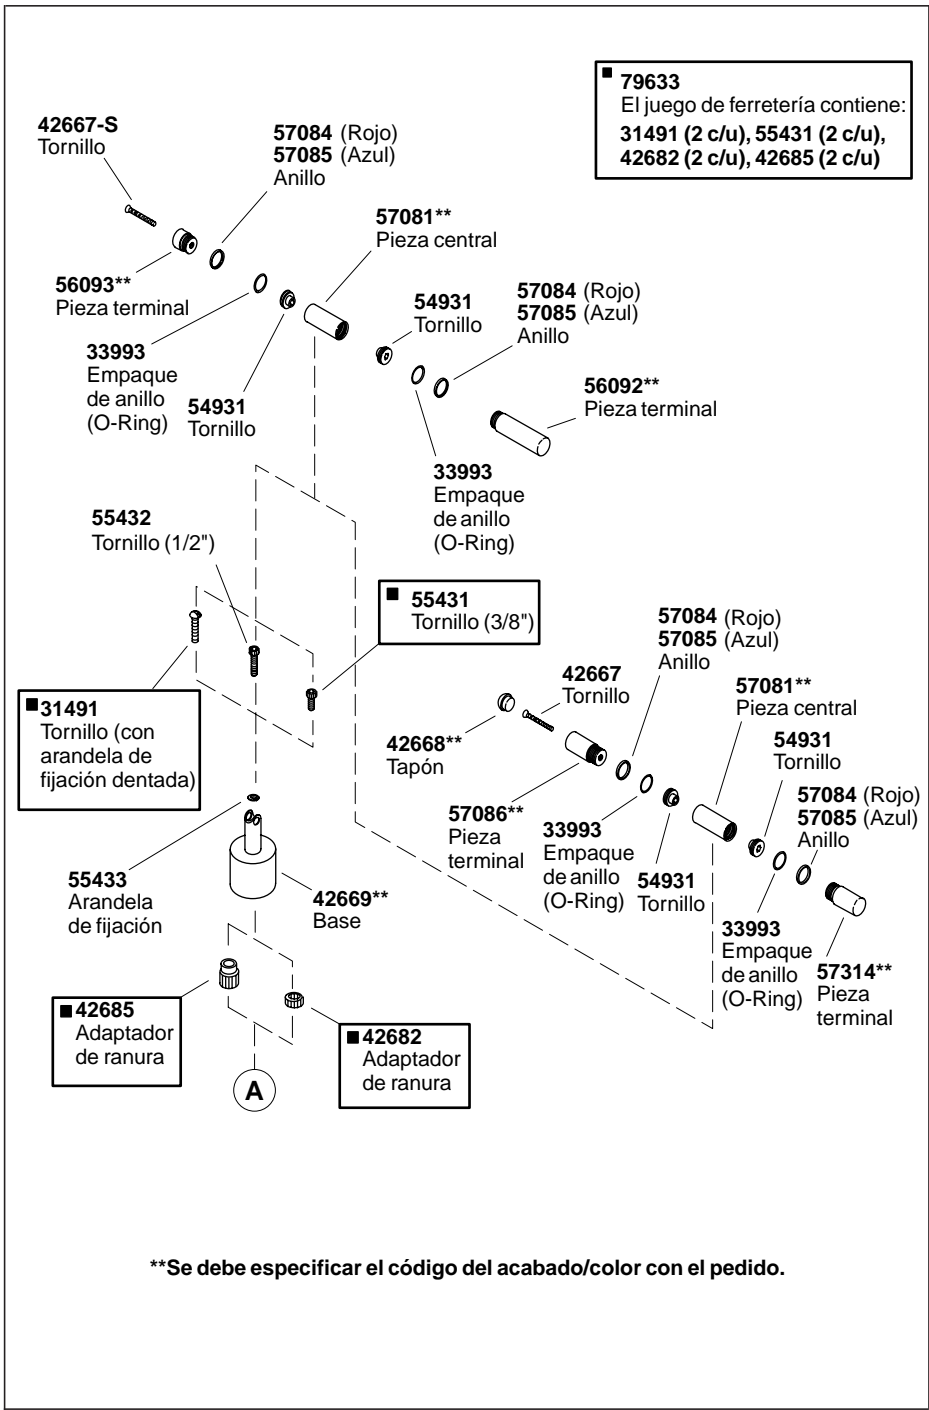 79633
El juego de ferretería contiene:
31491 (2 c/u), 55431 (2 c/u),
42682 (2 c/u), 42685 (2 c/u)
42667-S
Tornillo
57084 (Rojo)
57085 (Azul)
Anillo
57081**
Pieza central
56093**
Pieza terminal
54931
Tornillo
57084 (Rojo)
57085 (Azul)
Anillo
33993
Empaque
de anillo
(O-Ring)
54931
Tornillo
56092**
Pieza terminal
33993
Empaque
de anillo
(O-Ring)
55432
Tornillo (1/2")
55431
Tornillo (3/8")
57084 (Rojo)
57085 (Azul)
Anillo
42667
Tornillo
57081**
Pieza central
31491
Tornillo (con
arandela de
fijación dentada)
42668**
Tapón
54931
Tornillo
57086**
Pieza
terminal
33993
Empaque
de anillo
(O-Ring)
57084 (Rojo)
57085 (Azul)
Anillo
54931
Tornillo
55433
Arandela
de fijación
42669**
Base
33993
Empaque
de anillo
(O-Ring)
57314**
Pieza
terminal
42685
Adaptador
de ranura
42682
Adaptador
de ranura
A
**Se debe especificar el código del acabado/color con el pedido.